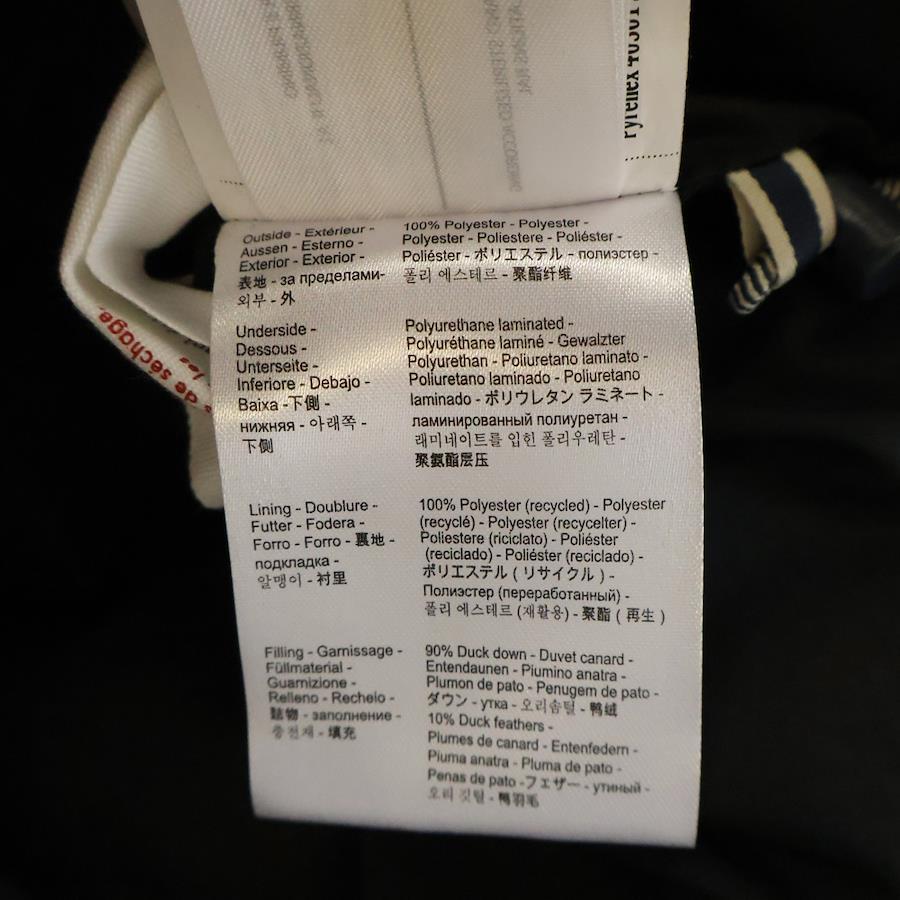 Pyrenex
Outside - Extérieur -
Aussen - Esterno -
Exterior - Exterior -
表地 - за пределами-
외부 - 外
100% Polyester - Polyester -
Polyester - Poliestere - Poliéster -
Poliéster - ポリエステル - полиэстер -
폴리 에스테르 - 聚酯纤维
Underside -
Dessous -
Unterseite -
Inferiore - Debajo -
Baixa -下側 -
нижняя - 아래쪽 -
下侧
Polyurethane laminated -
Polyuréthane laminé - Gewalzter
Polyurethan - Poliuretano laminato -
Poliuretano laminado - Poliuretano
laminado - ポリウレタン ラミネート -
ламинированный полиуретан -
래미네이트를 입힌 폴리우레탄 -
聚氨酯层压
Lining - Doublure -
Futter - Fodera -
Forro - Forro - 裏地 -
подкладка -
알맹이 - 衬里
100% Polyester (recycled) - Polyester
(recyclé) - Polyester (recycelter) -
Poliestere (riciclato) - Poliéster
(reciclado) - Poliéster (reciclado) -
ポリエステル ( リサイクル ) -
Полиэстер (переработанный) -
폴리 에스테르 (재활용) - 聚酯 ( 再生 )
Filling - Garnissage -
Füllmaterial -
Guarnizione -
Relleno - Recheio -
- заполнение -
충전재 - 填充
90% Duck down - Duvet canard -
Entendaunen - Piumino anatra -
Plumon de pato - Penugem de pato -
ダウン - утка - 오리솜털 - 鸭绒
10% Duck feathers -
Plumes de canard - Entenfedern -
Piuma anatra - Pluma de pato -
Penas de pato -フェザー - утиный -
오리 깃털 - 鸭羽毛
de séchage.